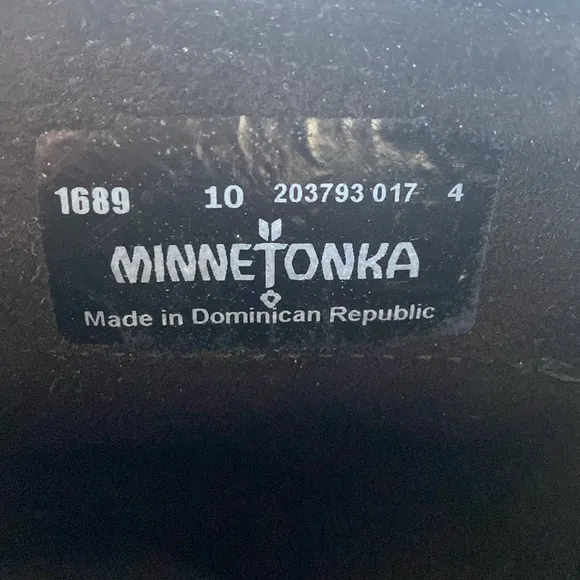 1689 10 203793 017 4
MINNETONKA
Made in Dominican Republic